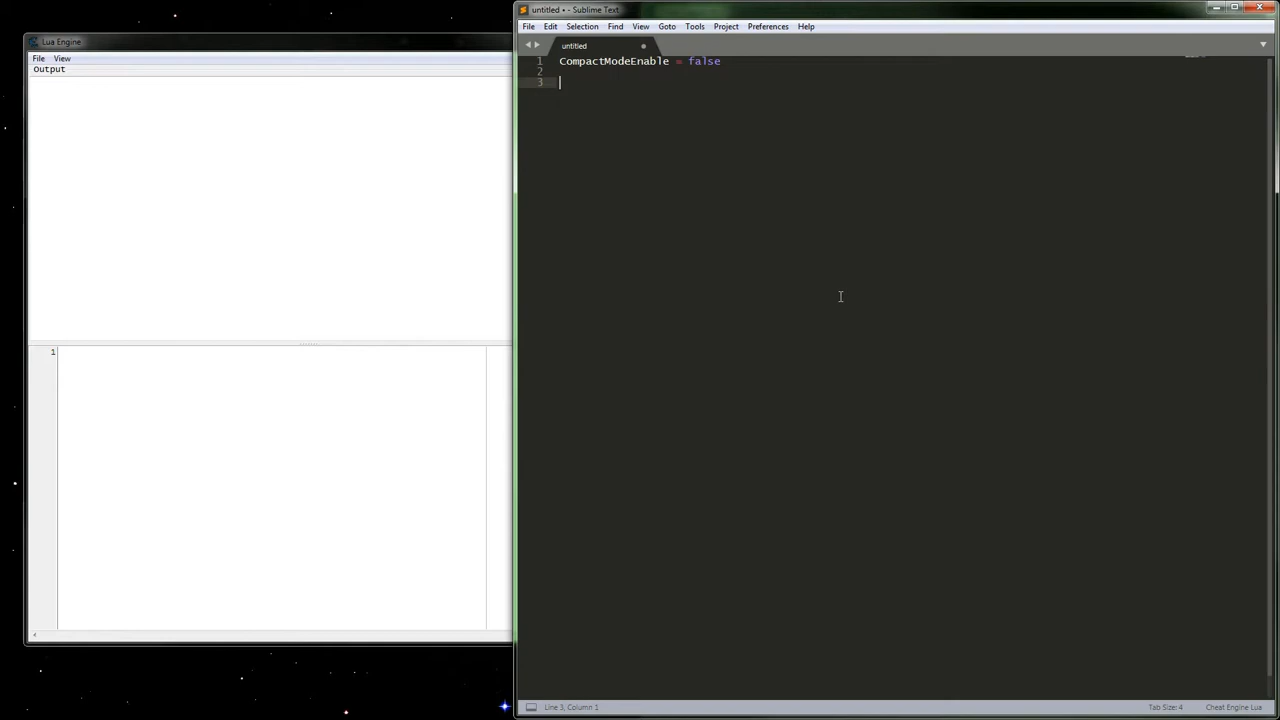 Lua Engine
File View
Output
1
untitled • - Sublime Text
File Edit Selection Find View Goto Tools Project Preferences Help
untitled
1 CompactModeEnable = false
2
3
Line 3, Column 1
Tab Size: 4
Cheat Engine Lua